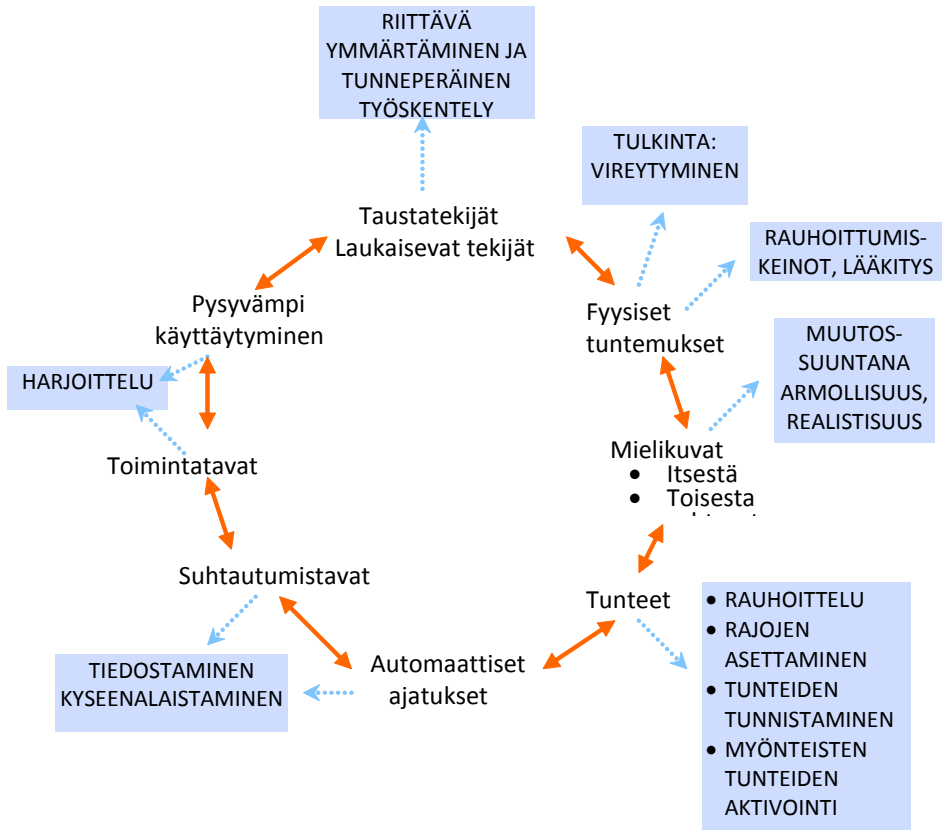 RIITTÄVÄ
YMMÄRTÄMINEN JA
TUNNEPERÄINEN
TYÖSKENTELY
TULKINTA:
VIREYTYMINEN
Taustatekijät
Laukaisevat tekijät
RAUHOITTUMIS-
KEINOT, LÄÄKITYS
Pysyvämpi
käyttäytyminen
Fyysiset
tuntemukset
MUUTOS-
SUUNTANA
ARMOLLISUUS,
REALISTISUUS
HARJOITTELU
Toimintatavat
Mielikuvat
• Itsestä
• Toisesta
Suhtautumistavat
Tunteet
• RAUHOITTELU
• RAJOJEN
ASETTAMINEN
• TUNTEIDEN
TUNNISTAMINEN
• MYÖNTEISTEN
TUNTEIDEN
AKTIVOINTI
TIEDOSTAMINEN
KYSEENALAISTAMINEN
Automaattiset
ajatukset